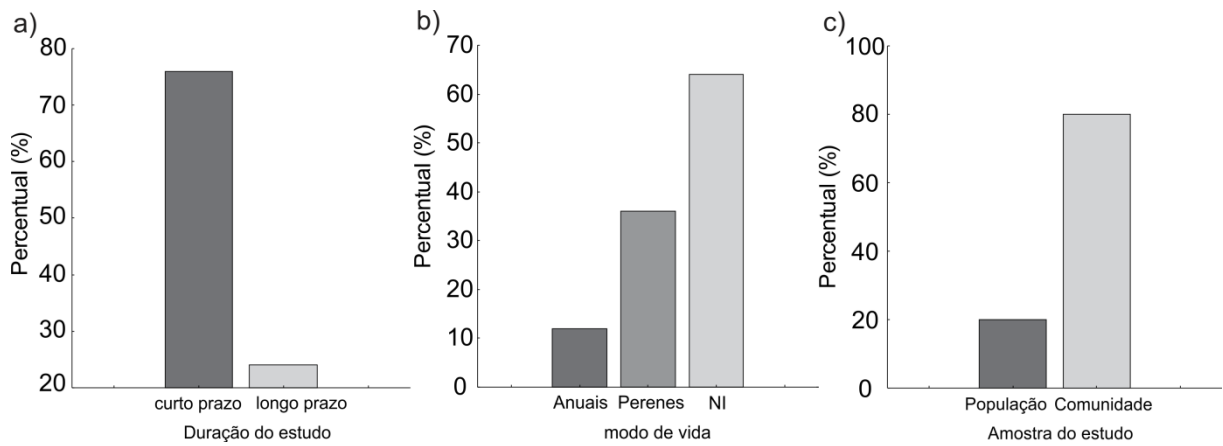 a)
80
70
60
50
40
30
20
Percentual (%)
curto prazo longo prazo
Duração do estudo
b)
70
60
50
40
30
20
10
0
Percentual (%)
Anuais Perenes NI
modo de vida
c)
100
80
60
40
20
0
Percentual (%)
População Comunidade
Amostra do estudo